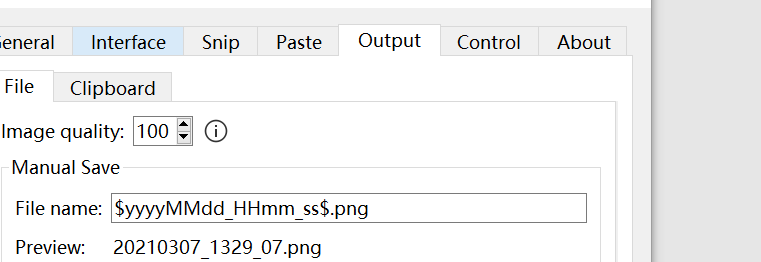 General Interface Snip Paste Output Control About
File Clipboard
Image quality: 100
Manual Save
File name: $yyyyMMdd_HHmm_ss$.png
Preview: 20210307_1329_07.png